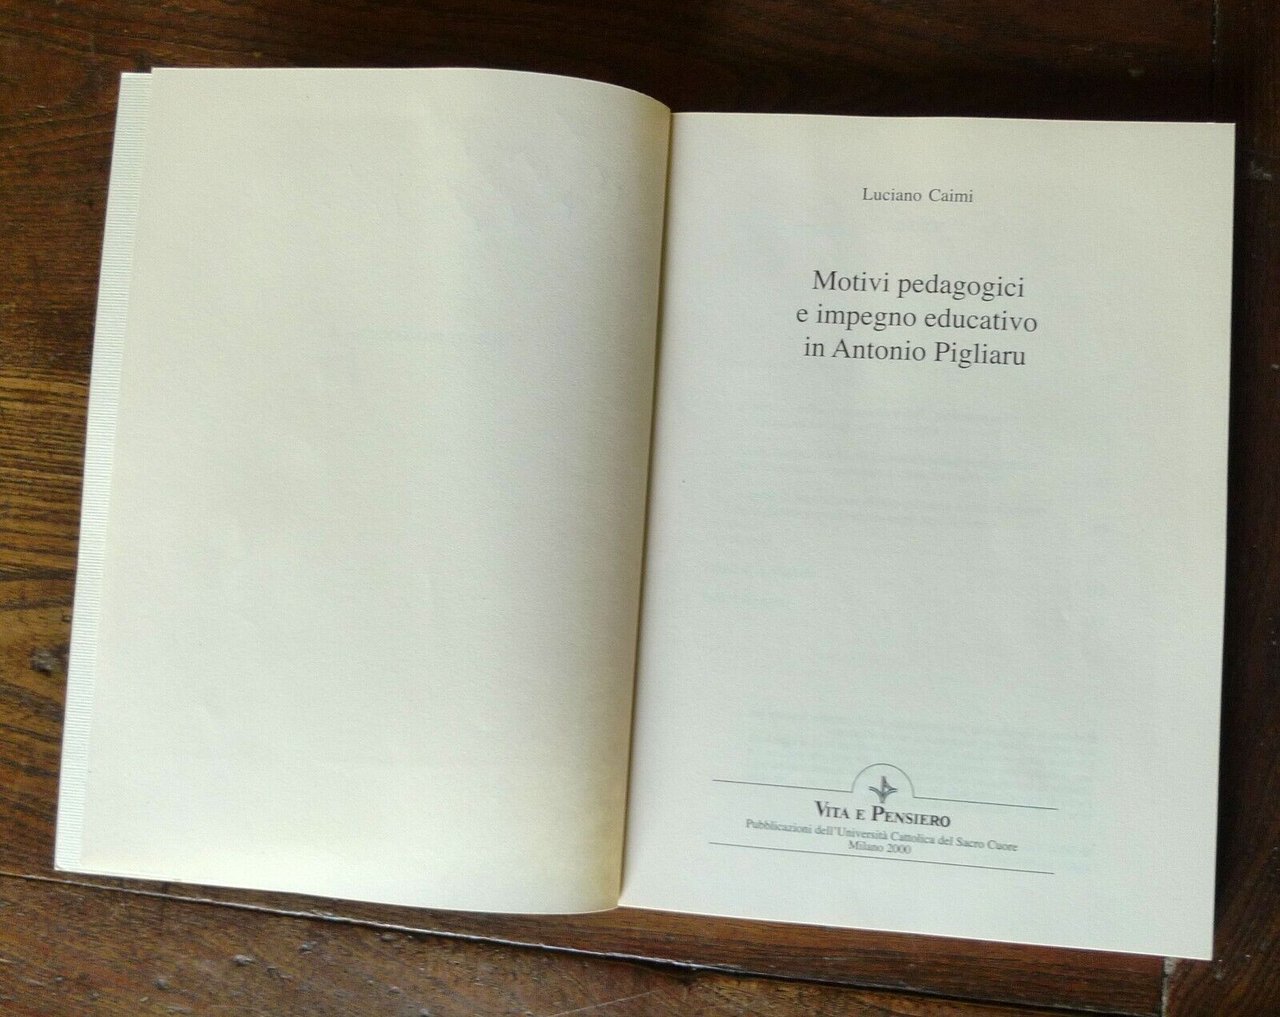 Luciano Caimi
Motivi pedagogici
e impegno educativo
in Antonio Pigliaru
VITA E PENSIERO
Pubblicazioni dell'Università Cattolica del Sacro Cuore
Milano 2000